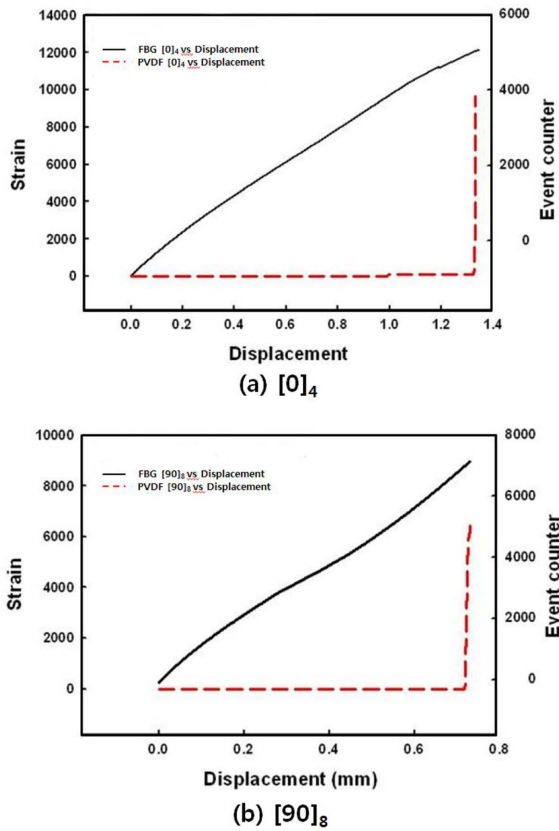 14000
12000
10000
8000
6000
4000
2000
0
Strain
6000
4000
2000
0
Event counter
FBG [0]₄ vs Displacement
PVDF [0]₄ vs Displacement
0.0 0.2 0.4 0.6 0.8 1.0 1.2 1.4
Displacement
(a) [0]₄
10000
8000
6000
4000
2000
0
Strain
8000
6000
4000
2000
0
Event counter
FBG [90]₈ vs Displacement
PVDF [90]₈ vs Displacement
0.0 0.2 0.4 0.6 0.8
Displacement (mm)
(b) [90]₈